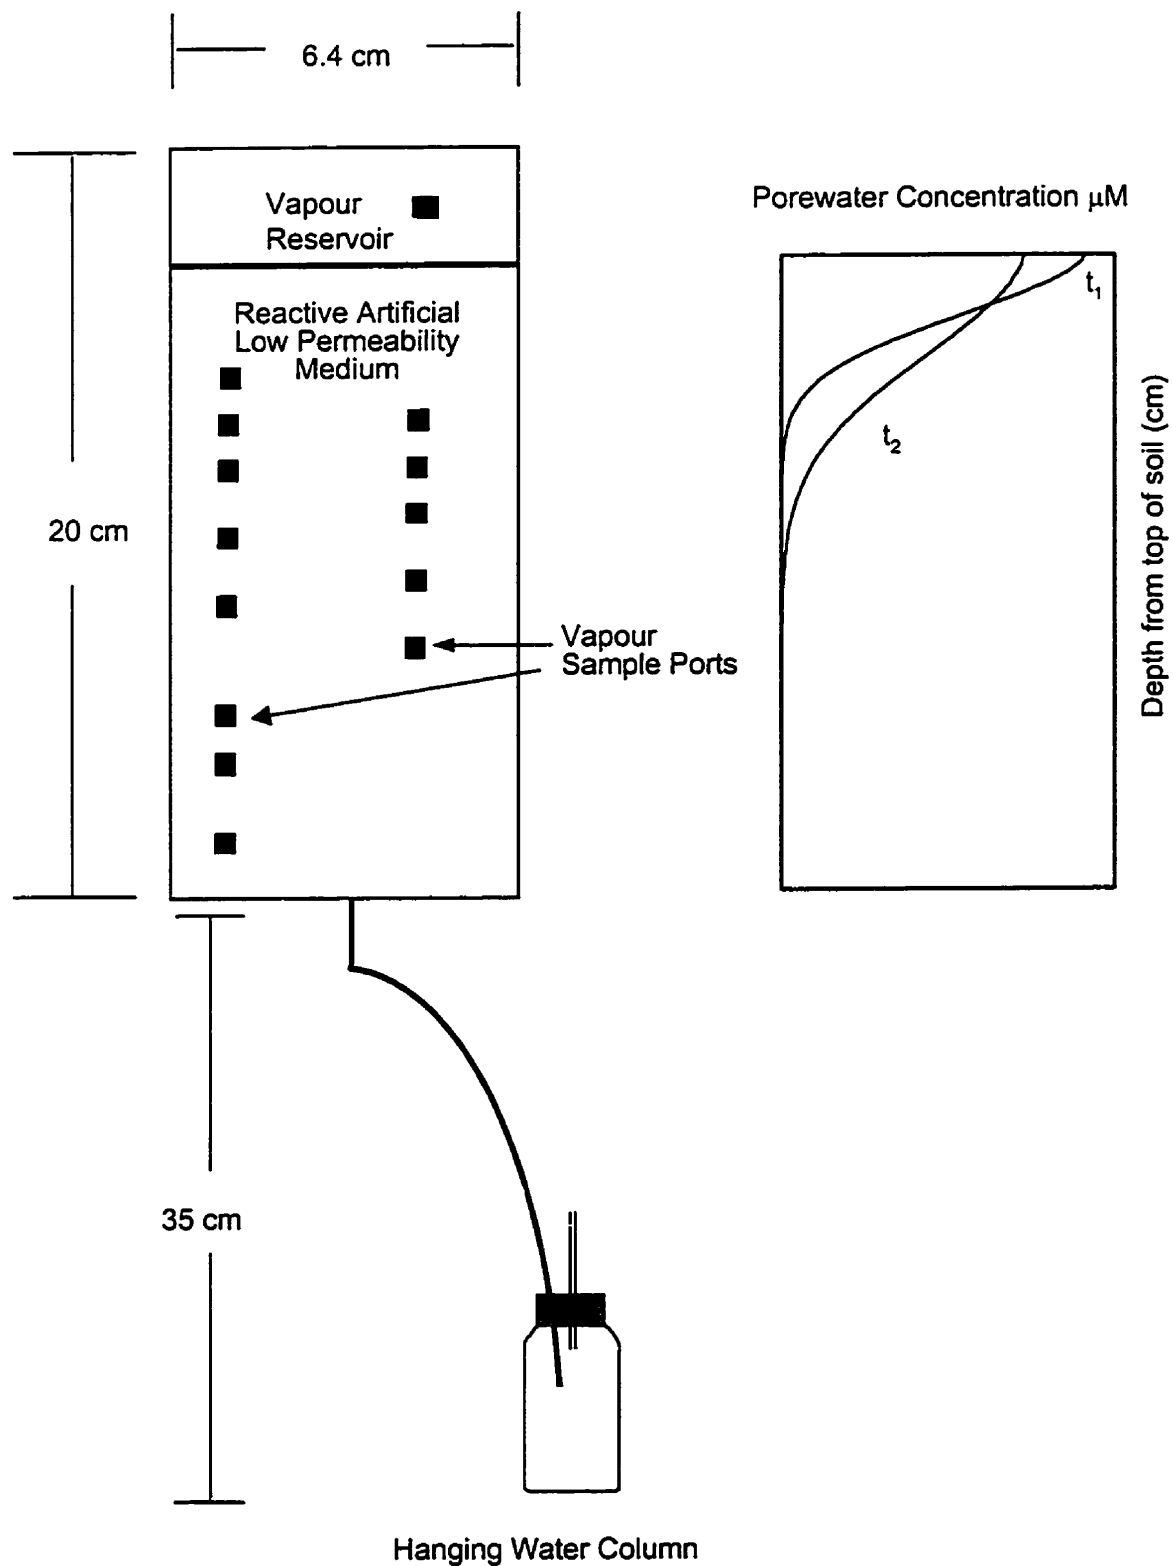 6.4 cm
Vapour
Reservoir
Porewater Concentration μM
Reactive Artificial
Low Permeability
Medium
t₁
t₂
20 cm
Depth from top of soil (cm)
Vapour
Sample Ports
35 cm
Hanging Water Column